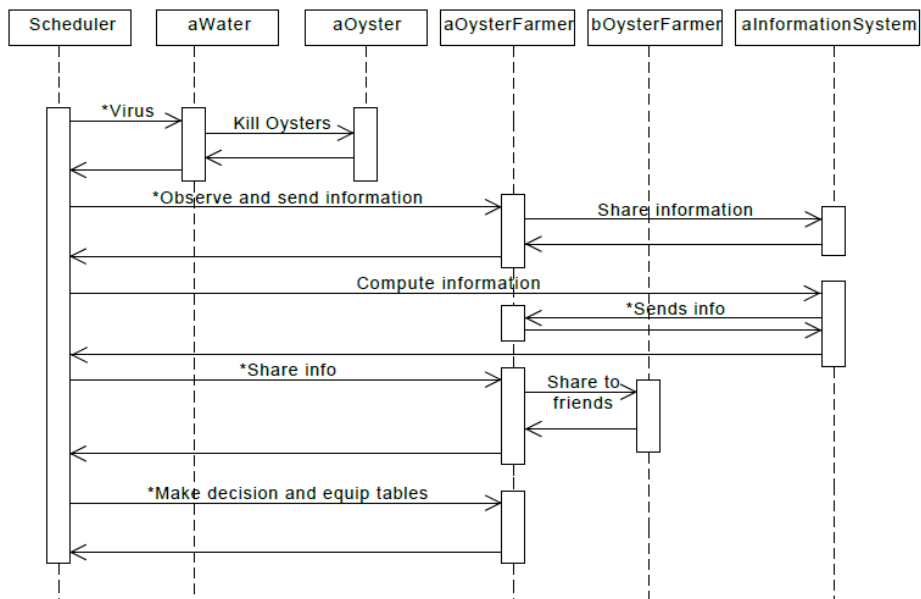 Scheduler
aWater
aOyster
aOysterFarmer
bOysterFarmer
aInformationSystem
*Virus
Kill Oysters
*Observe and send information
Share information
Compute information
*Sends info
*Share info
Share to
friends
*Make decision and equip tables